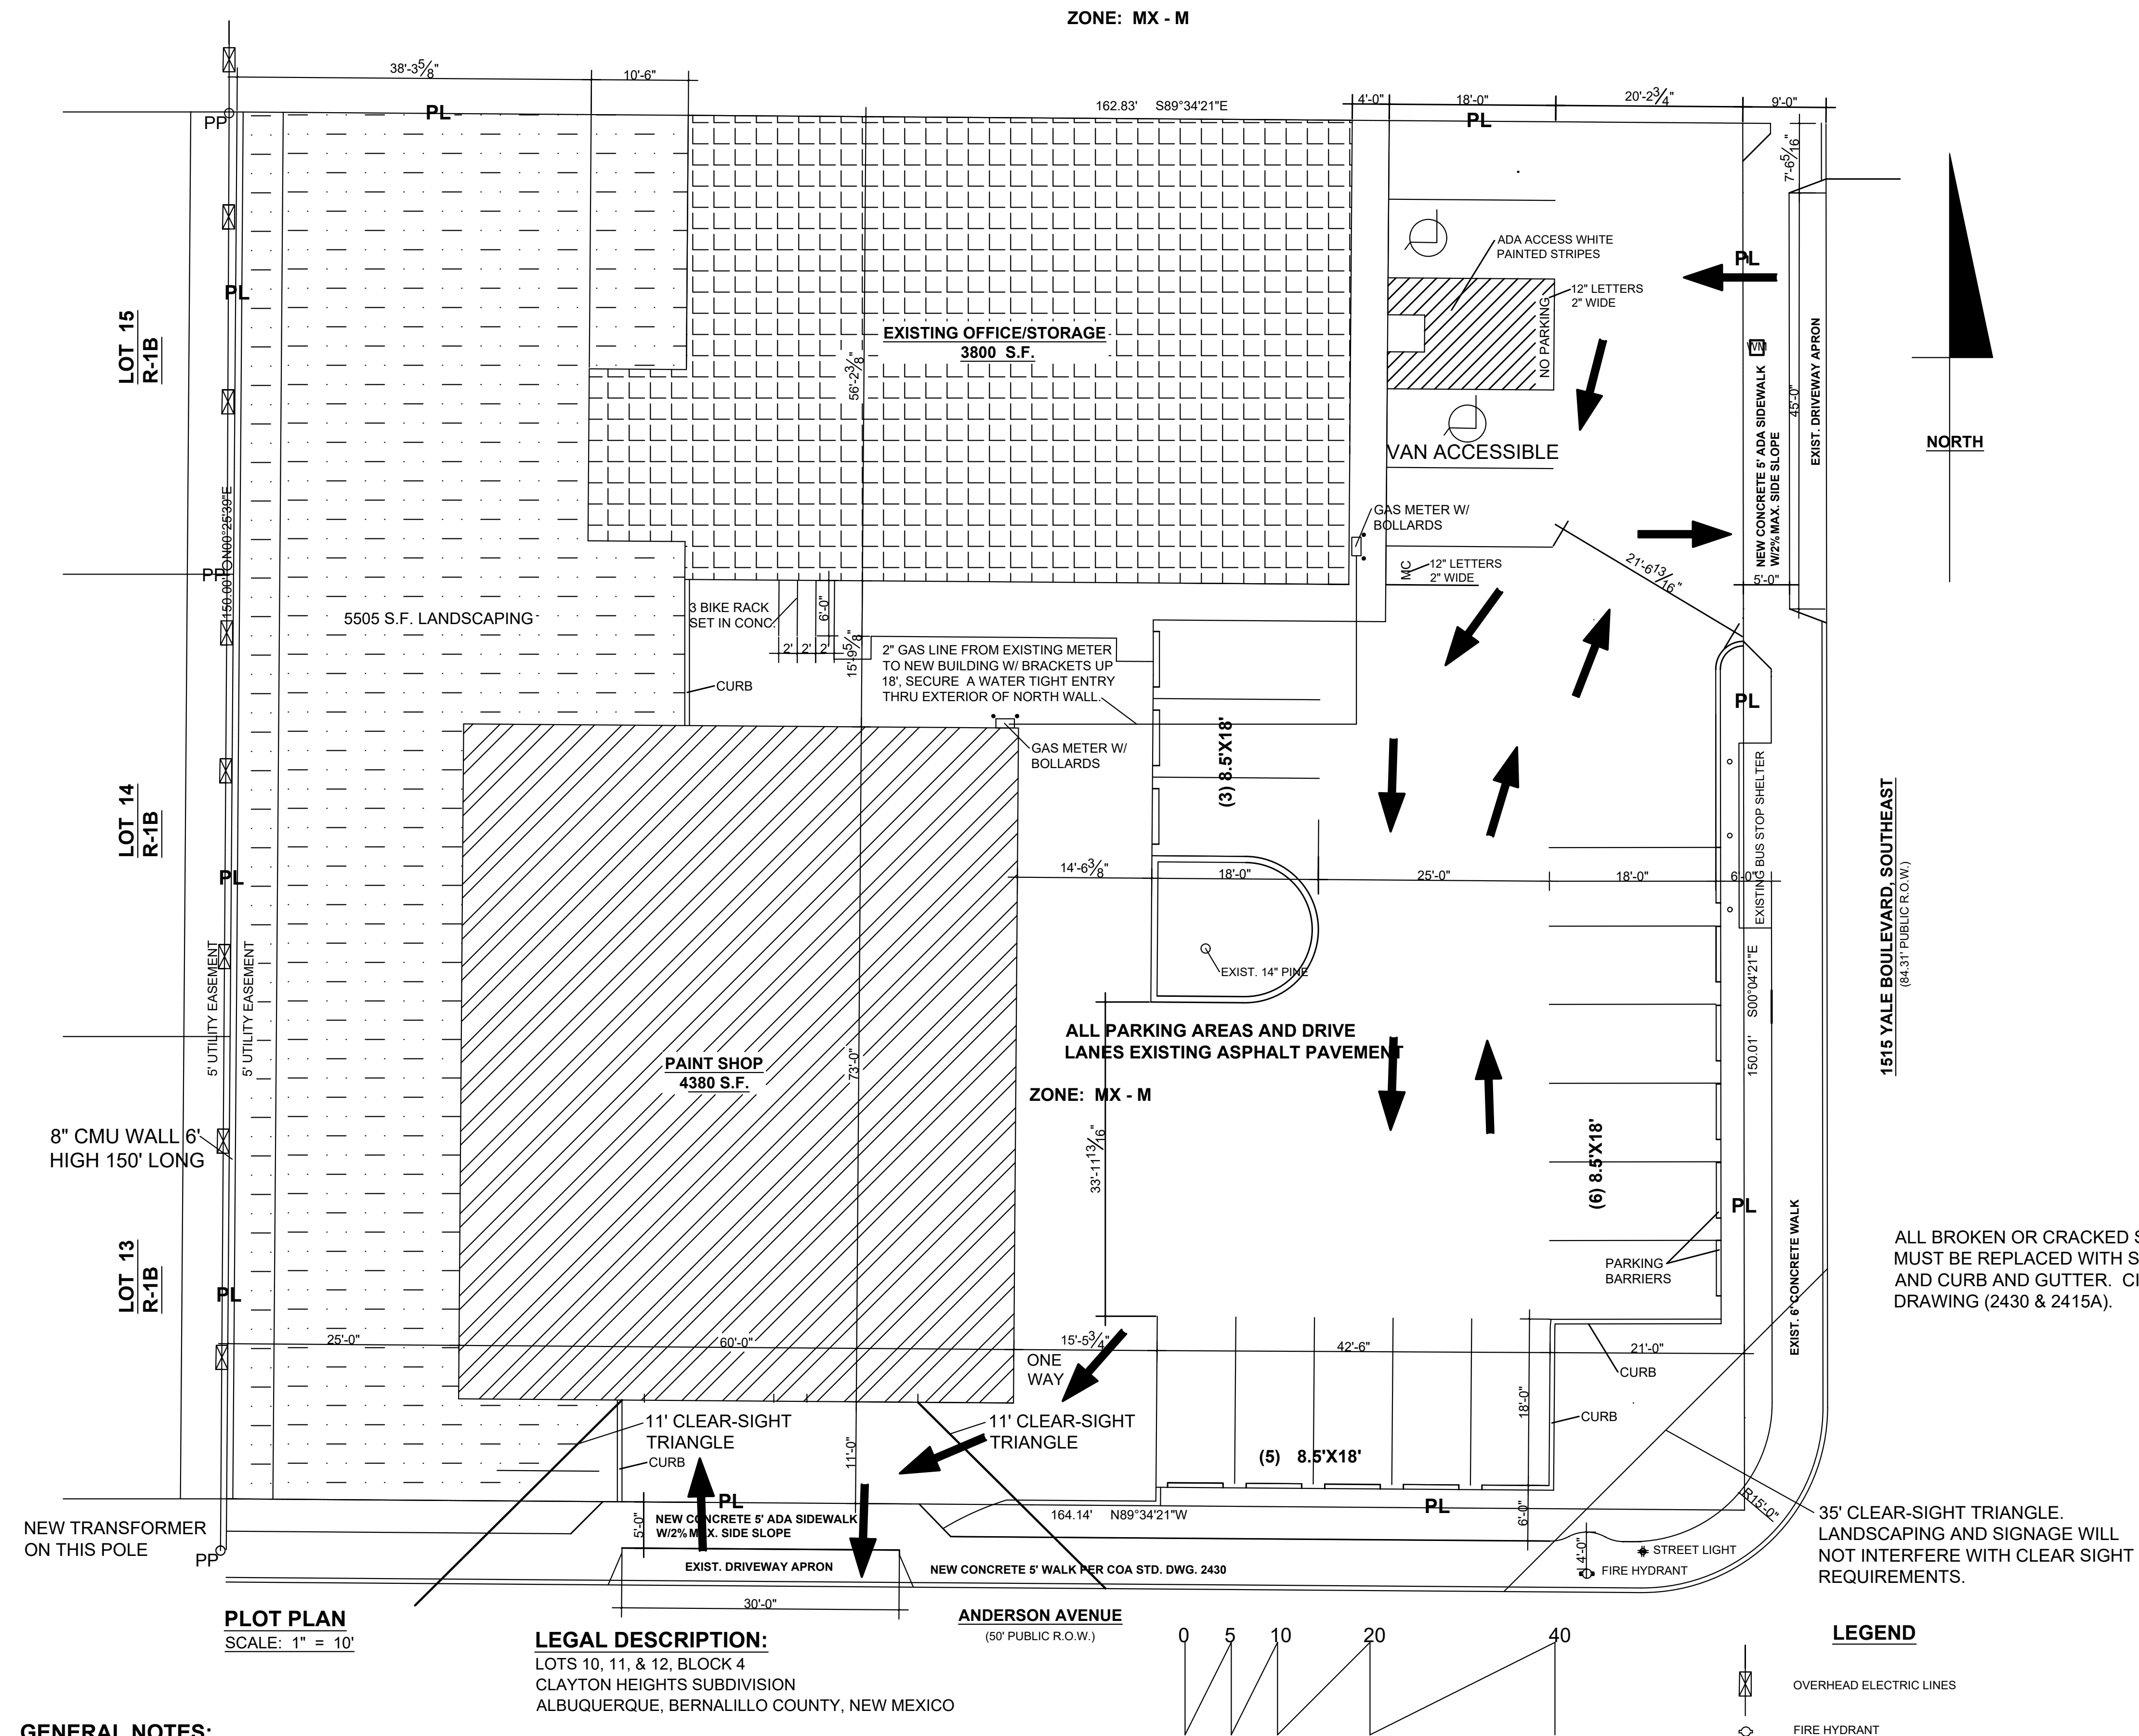 ZONE: MX - M
38'-3 5/8"
10'-6"
162.83' S89°34'21"E
4'-0"
18'-0"
20'-2 3/4"
9'-0"
PL
PL
PP
7'-6 5/16"
ADA ACCESS WHITE
PAINTED STRIPES
PL
12" LETTERS
2" WIDE
NO PARKING
PL
LOT 15
R-1B
EXISTING OFFICE/STORAGE
3800 S.F.
56'-2 3/8"
WM
NEW CONCRETE 5' ADA SIDEWALK
W/2% MAX. SIDE SLOPE
45'-0"
EXIST. DRIVEWAY APRON
NORTH
VAN ACCESSIBLE
GAS METER W/
BOLLARDS
MC
12" LETTERS
2" WIDE
21'-6 13/16"
5'-0"
PP
150.00' N00°25'39"E
5505 S.F. LANDSCAPING
3 BIKE RACK
SET IN CONC.
6'-0"
2'
2'
2'
15'-9 5/8"
2" GAS LINE FROM EXISTING METER
TO NEW BUILDING W/ BRACKETS UP
18', SECURE A WATER TIGHT ENTRY
THRU EXTERIOR OF NORTH WALL.
CURB
PL
GAS METER W/
BOLLARDS
(3) 8.5'X18'
EXISTING BUS STOP SHELTER
LOT 14
R-1B
PL
14'-6 3/8"
18'-0"
25'-0"
18'-0"
6'-0"
1515 YALE BOULEVARD, SOUTHEAST
(84.31' PUBLIC R.O.W.)
EXIST. 14" PINE
5' UTILITY EASEMENT
5' UTILITY EASEMENT
150.01' S00°04'21"E
ALL PARKING AREAS AND DRIVE
LANES EXISTING ASPHALT PAVEMENT
PAINT SHOP
4380 S.F.
73'-0"
ZONE: MX - M
33'-11 13/16"
8" CMU WALL 6'
HIGH 150' LONG
(6) 8.5'X18'
PL
PARKING
BARRIERS
EXIST. 6' CONCRETE WALK
ALL BROKEN OR CRACKED
MUST BE REPLACED WITH
AND CURB AND GUTTER.
DRAWING (2430 & 2415A).
LOT 13
R-1B
PL
25'-0"
60'-0"
15'-5 3/4"
42'-6"
21'-0"
ONE
WAY
CURB
11' CLEAR-SIGHT
TRIANGLE
11' CLEAR-SIGHT
TRIANGLE
CURB
11'-0"
18'-0"
CURB
(5) 8.5'X18'
PL
5'-0"
NEW CONCRETE 5' ADA SIDEWALK
W/2% MAX. SIDE SLOPE
164.14' N89°34'21"W
PL
6'-0"
R15'-0"
35' CLEAR-SIGHT TRIANGLE.
LANDSCAPING AND SIGNAGE WILL
NOT INTERFERE WITH CLEAR SIGHT
REQUIREMENTS.
NEW TRANSFORMER
ON THIS POLE
PP
EXIST. DRIVEWAY APRON
NEW CONCRETE 5' WALK PER COA STD. DWG. 2430
4'-0"
STREET LIGHT
FIRE HYDRANT
30'-0"
PLOT PLAN
SCALE: 1" = 10'
ANDERSON AVENUE
(50' PUBLIC R.O.W.)
LEGAL DESCRIPTION:
LOTS 10, 11, & 12, BLOCK 4
CLAYTON HEIGHTS SUBDIVISION
ALBUQUERQUE, BERNALILLO COUNTY, NEW MEXICO
0 5 10 20 40
LEGEND
OVERHEAD ELECTRIC LINES
FIRE HYDRANT
GENERAL NOTES: